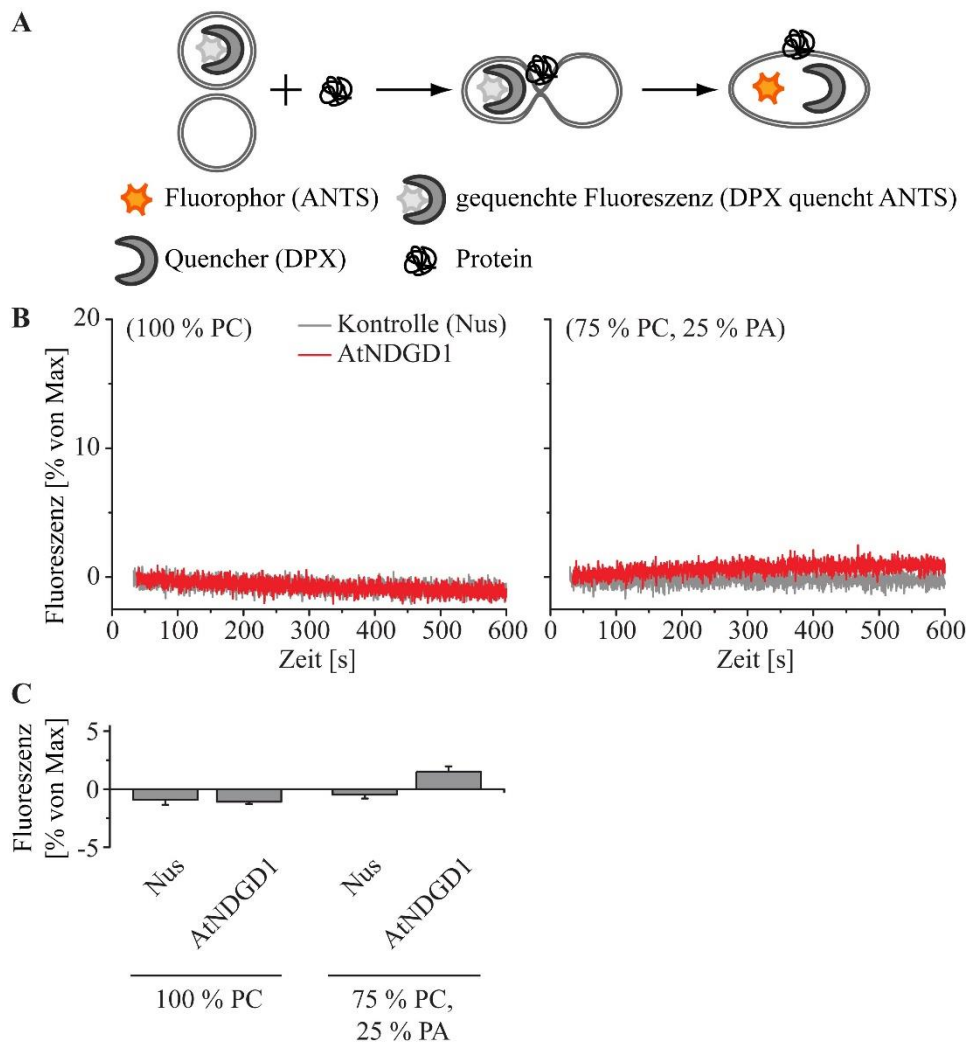 A
Fluorophor (ANTS)
gequenchte Fluoreszenz (DPX quencht ANTS)
Quencher (DPX)
Protein
B
Fluoreszenz [% von Max]
20
10
0
(100 % PC)
Kontrolle (Nus)
AtNDGD1
0
100
200
300
400
500
600
Zeit [s]
(75 % PC, 25 % PA)
0
100
200
300
400
500
600
Zeit [s]
C
Fluoreszenz
[% von Max]
5
0
-5
Nus
AtNDGD1
Nus
AtNDGD1
100 % PC
75 % PC,
25 % PA